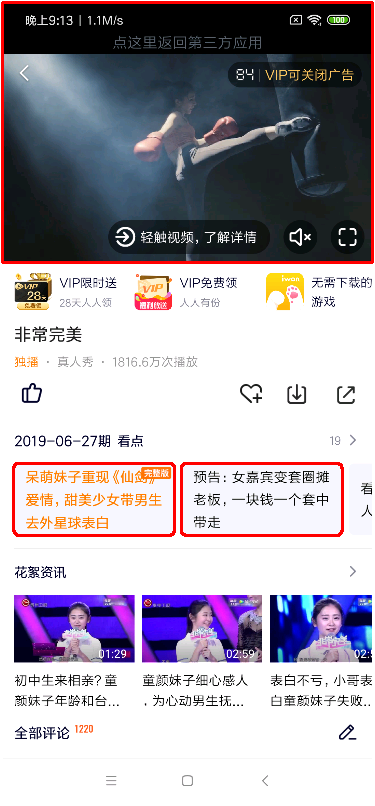 晚上9:13 | 1.1M/s
100
点这里返回第三方应用
84 VIP可关闭广告
轻触视频，了解详情
VIP限时送
28天人人领
VIP免费领
人人有份
无需下载的
游戏
VIP
28天
VIP
iwan
非常完美
独播 · 真人秀 · 1816.6万次播放
2019-06-27期 看点
19
完整版
呆萌妹子重现《仙剑》
爱情，甜美少女带男生
去外星球表白
预告：女嘉宾变套圈摊
老板，一块钱一个套中
带走
看
人
花絮资讯
01:29
02:59
02:59
初中生来相亲？童
颜妹子年龄和台...
童颜妹子细心感人
，为心动男生抚...
表白不亏，小哥表
白童颜妹子失败...
全部评论 1220